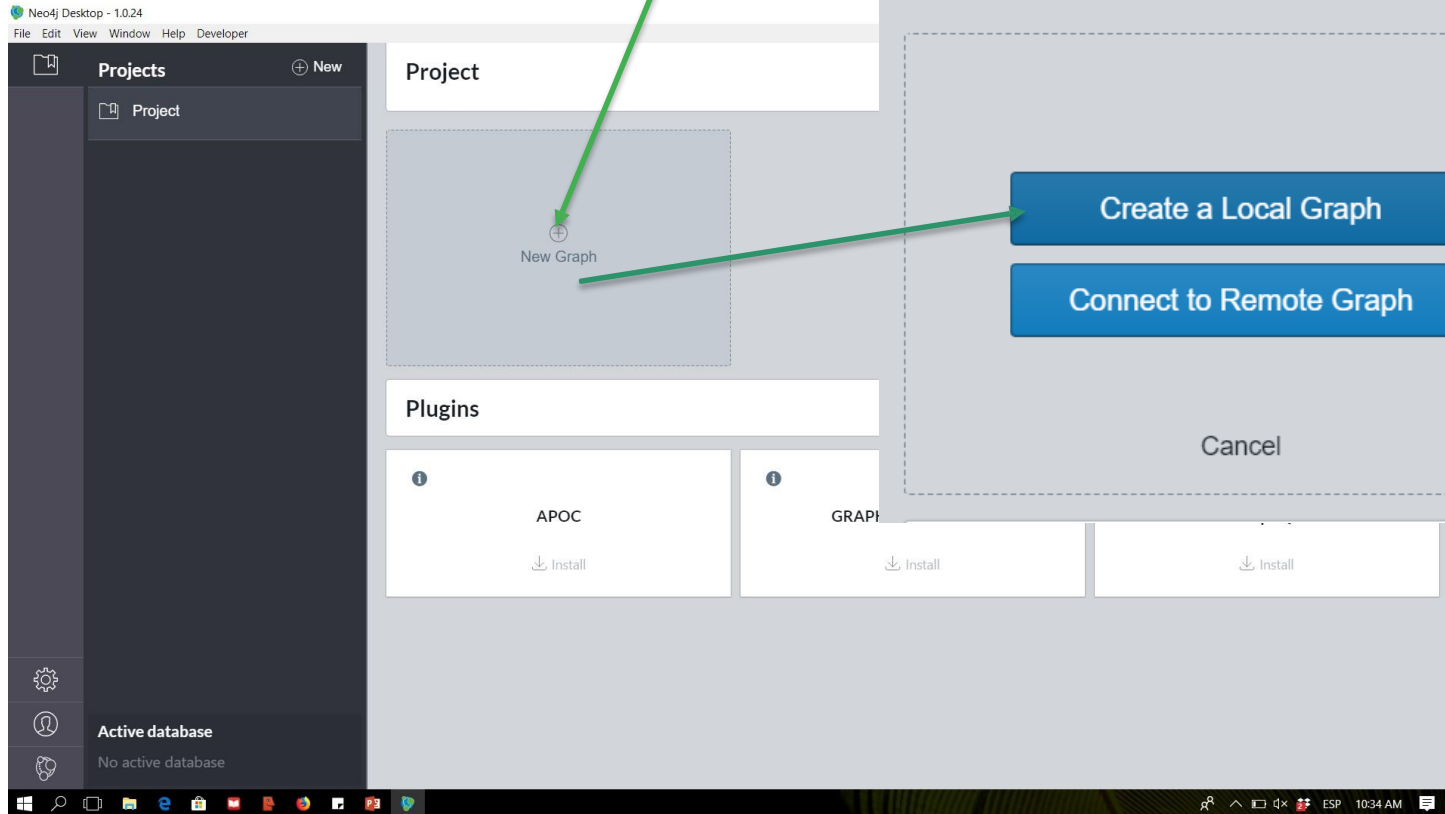 Neo4j Desktop - 1.0.24
File Edit View Window Help Developer
Projects
New
Project
Project
New Graph
Create a Local Graph
Connect to Remote Graph
Cancel
Plugins
APOC
Install
Install
Install
Active database
No active database
ESP 10:34 AM